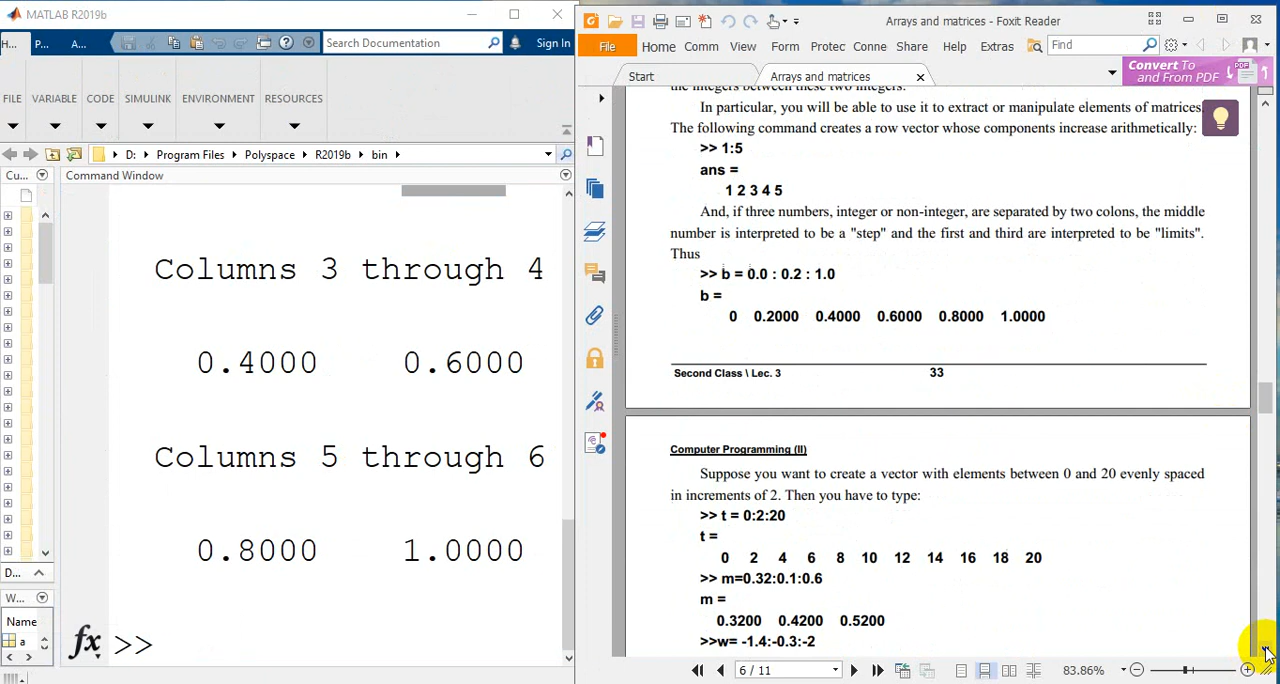 MATLAB R2019b
H...
P...
A...
Search Documentation
Sign In
FILE
VARIABLE
CODE
SIMULINK
ENVIRONMENT
RESOURCES
D: Program Files Polyspace R2019b bin
Cu...
Command Window
Columns 3 through 4
0.4000 0.6000
Columns 5 through 6
0.8000 1.0000
fx >>
D...
W...
Name
a
Arrays and matrices - Foxit Reader
File Home Comm View Form Protec Conne Share Help Extras Find
Start
Arrays and matrices
Convert To
and From PDF
PDF
the integers between these two integers.
In particular, you will be able to use it to extract or manipulate elements of matrices
The following command creates a row vector whose components increase arithmetically:
>> 1:5
ans =
1 2 3 4 5
And, if three numbers, integer or non-integer, are separated by two colons, the middle
number is interpreted to be a "step" and the first and third are interpreted to be "limits".
Thus
>> b = 0.0 : 0.2 : 1.0
b =
0 0.2000 0.4000 0.6000 0.8000 1.0000
Second Class \ Lec. 3 33
Computer Programming (II)
Suppose you want to create a vector with elements between 0 and 20 evenly spaced
in increments of 2. Then you have to type:
>> t = 0:2:20
t =
0 2 4 6 8 10 12 14 16 18 20
>> m=0.32:0.1:0.6
m =
0.3200 0.4200 0.5200
>>w= -1.4:-0.3:-2
6 / 11
83.86%